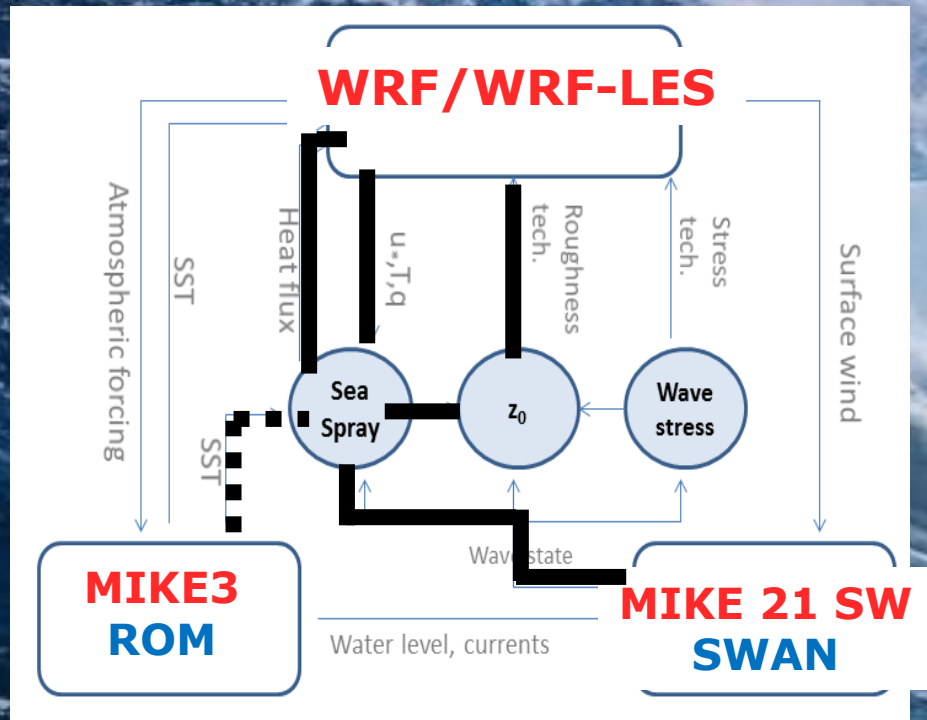 WRF/WRF-LES
Atmospheric forcing
SST
Heat flux
u*,T,q
Roughness
tech.
Stress
tech.
Surface wind
Sea
Spray
z₀
Wave
stress
SST
Wave state
MIKE3
ROM
Water level, currents
MIKE 21 SW
SWAN